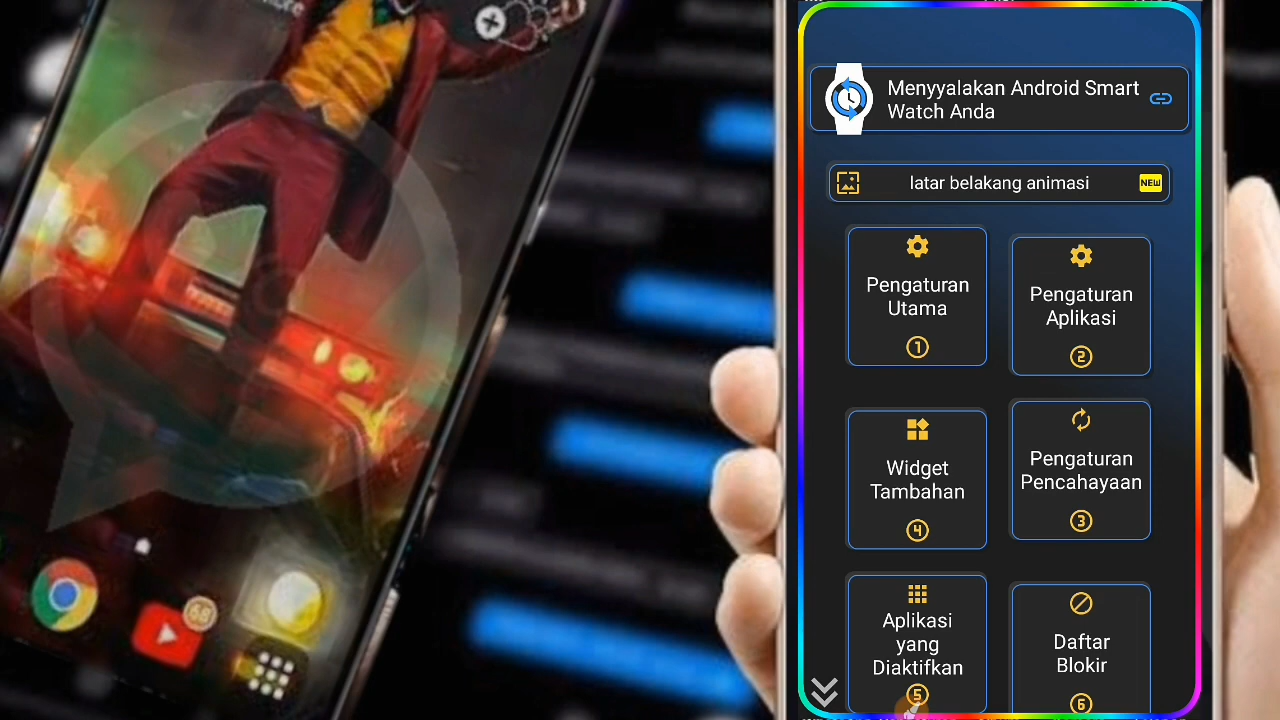 Menyyalakan Android Smart
Watch Anda
latar belakang animasi
NEW
Pengaturan
Utama
1
Pengaturan
Aplikasi
2
Widget
Tambahan
4
Pengaturan
Pencahayaan
3
Aplikasi
yang
Diaktifkan
5
Daftar
Blokir
6
68